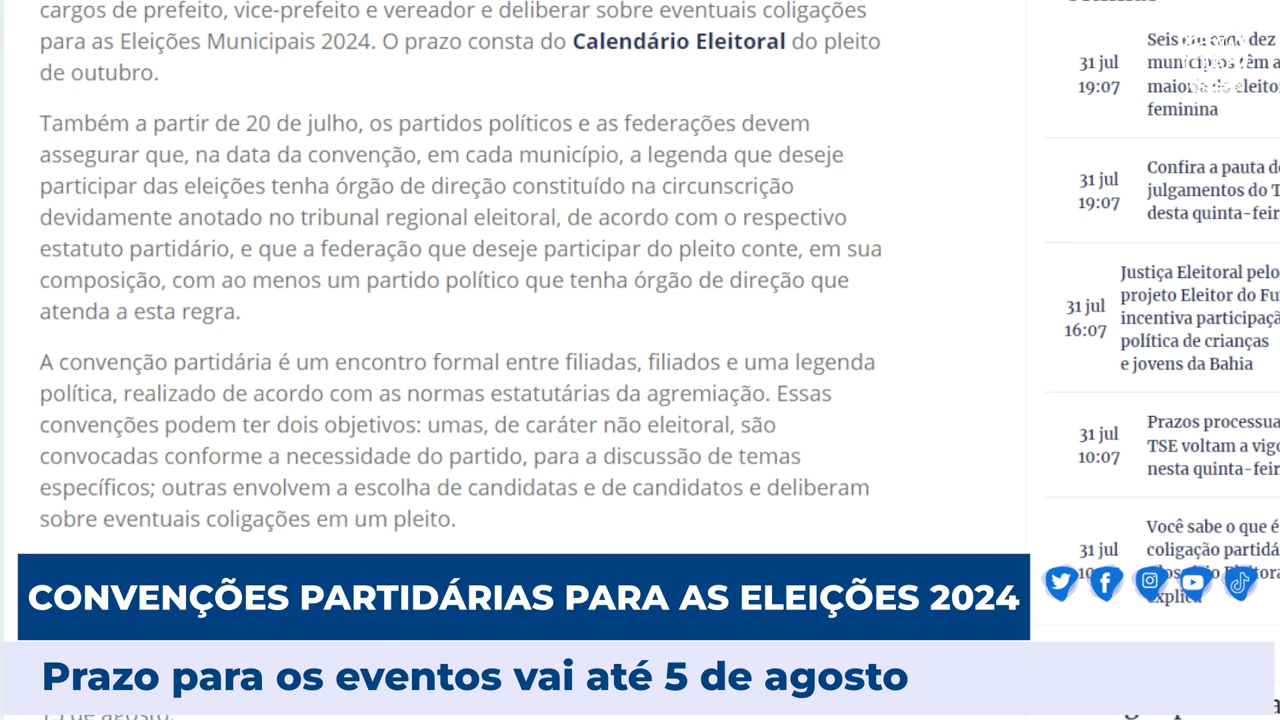 cargos de prefeito, vice-prefeito e vereador e deliberar sobre eventuais coligações
para as Eleições Municipais 2024. O prazo consta do Calendário Eleitoral do pleito
de outubro.
Também a partir de 20 de julho, os partidos políticos e as federações devem
assegurar que, na data da convenção, em cada município, a legenda que deseje
participar das eleições tenha órgão de direção constituído na circunscrição
devidamente anotado no tribunal regional eleitoral, de acordo com o respectivo
estatuto partidário, e que a federação que deseje participar do pleito conte, em sua
composição, com ao menos um partido político que tenha órgão de direção que
atenda a esta regra.
A convenção partidária é um encontro formal entre filiadas, filiados e uma legenda
política, realizado de acordo com as normas estatutárias da agremiação. Essas
convenções podem ter dois objetivos: umas, de caráter não eleitoral, são
convocadas conforme a necessidade do partido, para a discussão de temas
específicos; outras envolvem a escolha de candidatas e de candidatos e deliberam
sobre eventuais coligações em um pleito.
31 jul
19:07
Seis dez
municípios têm a
feminina
31 jul
19:07
Confira a pauta d
julgamentos do T
desta quinta-feir
31 jul
16:07
Justiça Eleitoral pelo
projeto Eleitor do Fu
incentiva participaçã
política de crianças
e jovens da Bahia
31 jul
10:07
Prazos processua
TSE voltam a vigo
nesta quinta-feir
31 jul
Você sabe o que é
coligação partidá
explica
CONVENÇÕES PARTIDÁRIAS PARA AS ELEIÇÕES 2024
Prazo para os eventos vai até 5 de agosto